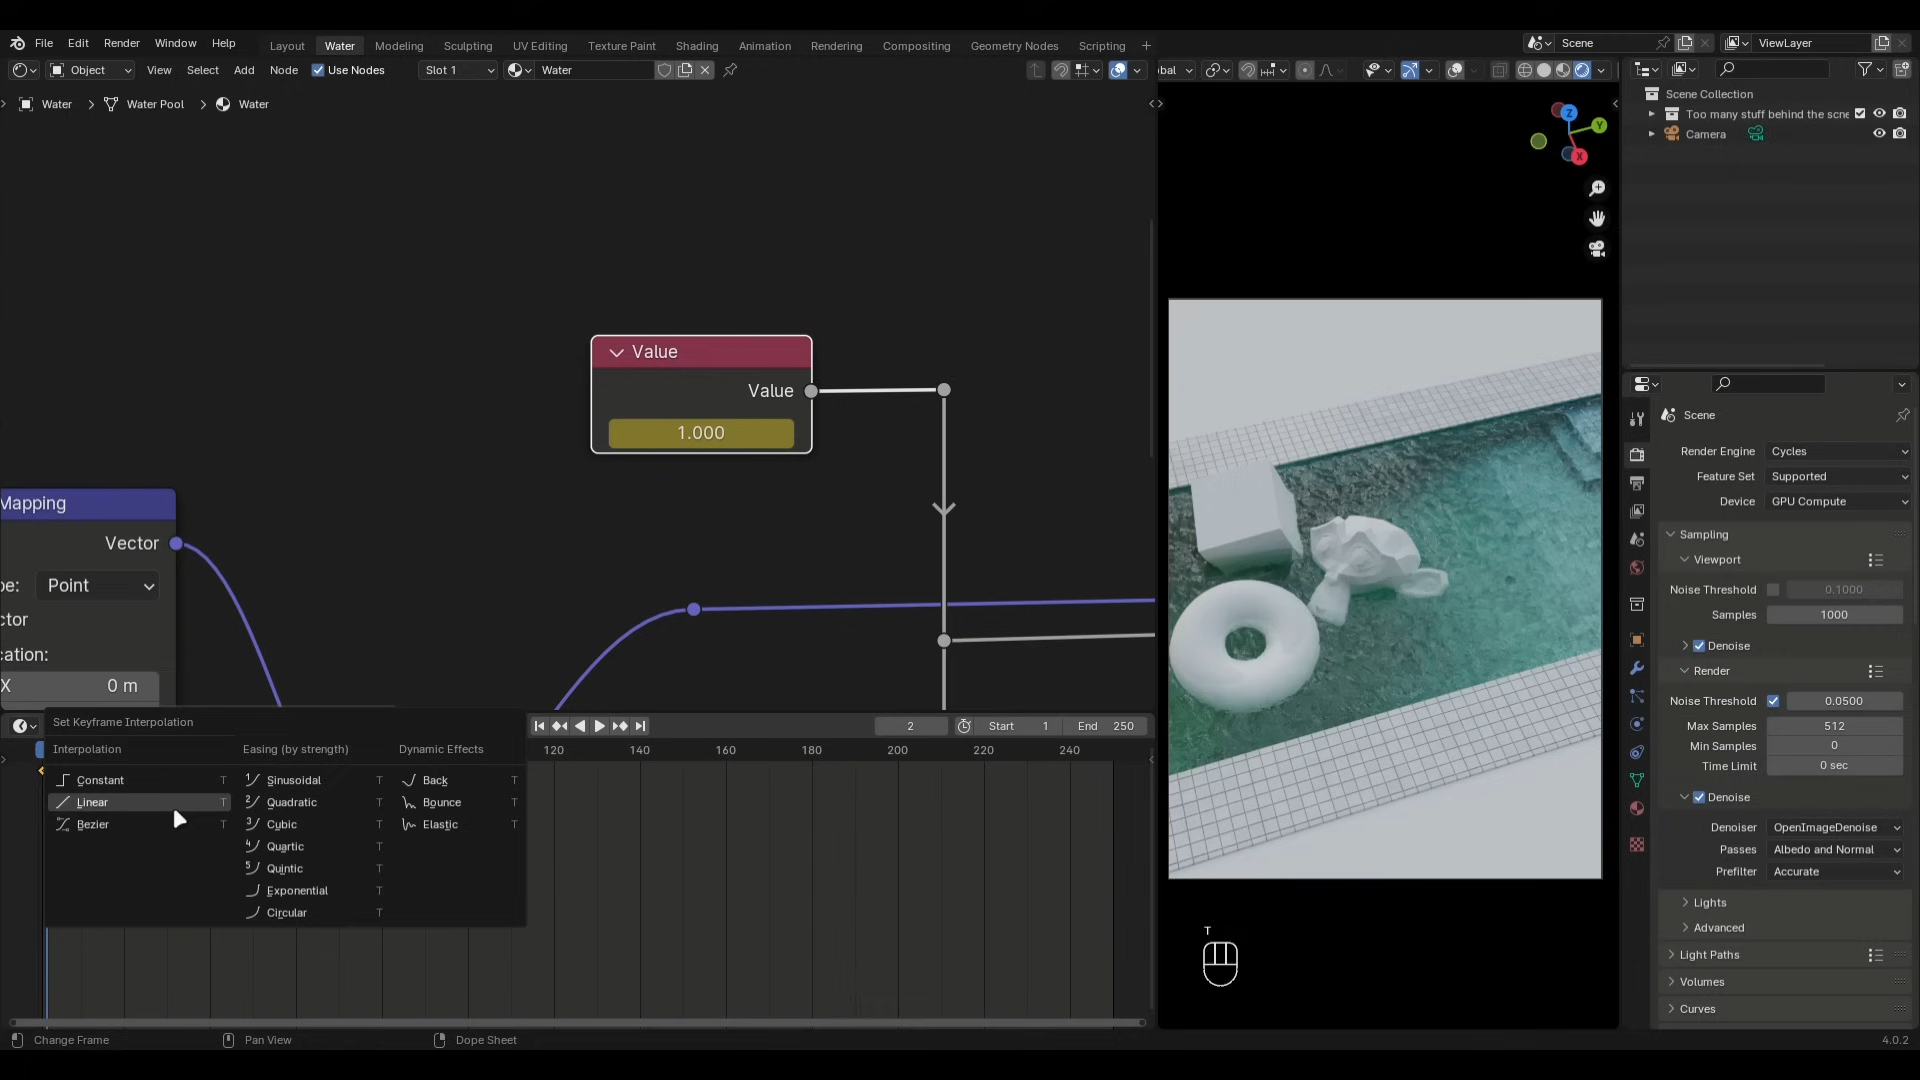 File Edit Render Window Help
Layout Water Modeling Sculpting UV Editing Texture Paint Shading Animation Rendering Compositing Geometry Nodes Scripting +
Scene
ViewLayer
Object View Select Add Node Use Nodes Slot 1 Water
bal
Water > Water Pool > Water
Scene Collection
Too many stuff behind the scne
Camera
Z
Y
X
Value
Value
1.000
Mapping
Vector
pe: Point
ctor
cation:
X 0 m
Scene
Render Engine Cycles
Feature Set Supported
Device GPU Compute
Sampling
Viewport
Noise Threshold 0.1000
Samples 1000
Denoise
Render
Noise Threshold 0.0500
Max Samples 512
Min Samples 0
Time Limit 0 sec
Denoise
Denoiser OpenImageDenoise
Passes Albedo and Normal
Prefilter Accurate
Lights
Advanced
Light Paths
Volumes
Curves
2 Start 1 End 250
120 140 160 180 200 220 240
Set Keyframe Interpolation
Interpolation Easing (by strength) Dynamic Effects
Constant T Sinusoidal T Back T
Linear T Quadratic T Bounce T
Bezier T Cubic T Elastic T
Quartic T
Quintic T
Exponential T
Circular T
T
Change Frame Pan View Dope Sheet
4.0.2